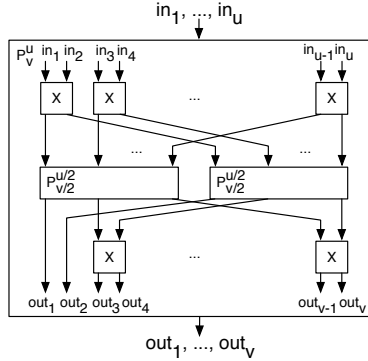 in1, ..., inu
Pvu in1 in2 in3 in4 inu-1 inu
X X ... X
... ...
Pv/2u/2 Pv/2u/2
X ... X
out1 out2 out3 out4 outv-1 outv
out1, ..., outv